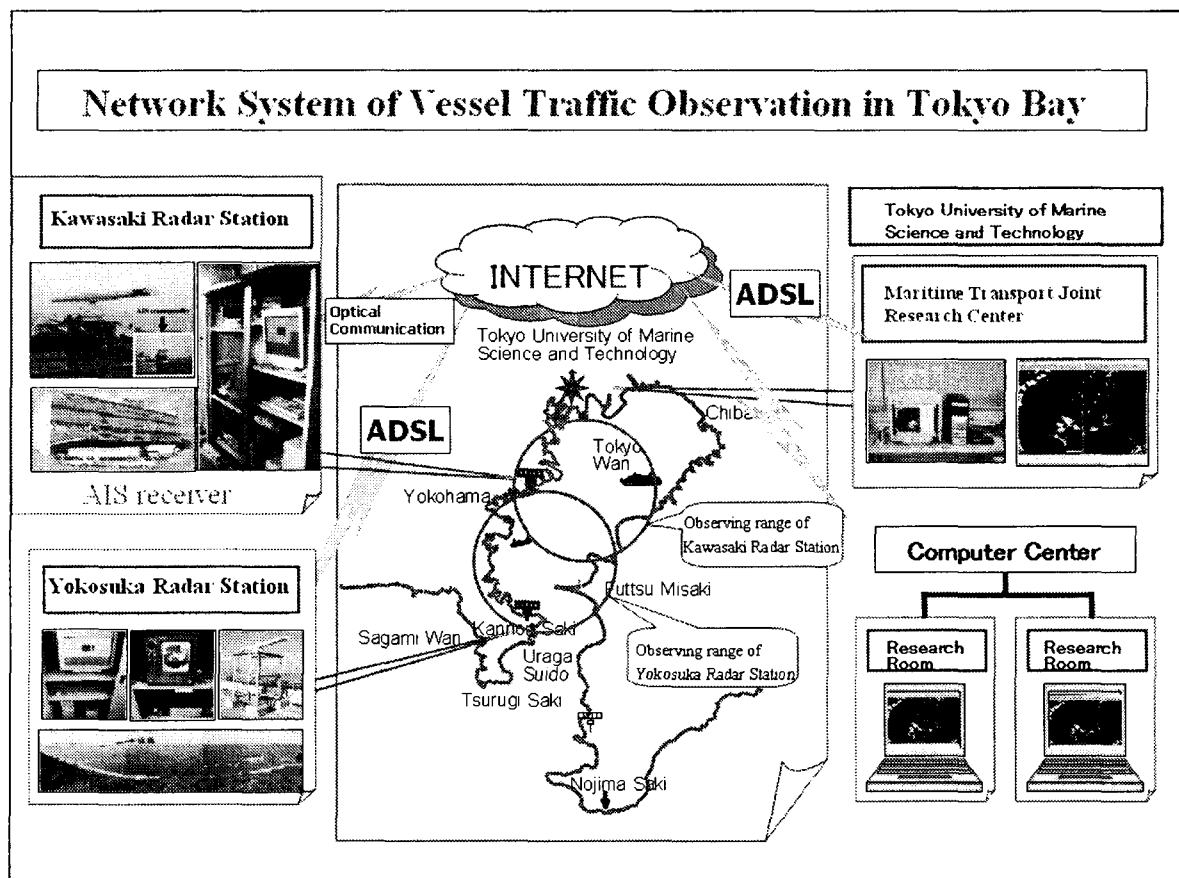 Network System of Vessel Traffic Observation in Tokyo Bay
Kawasaki Radar Station
AIS receiver
Yokosuka Radar Station
INTERNET
Optical
Communication
ADSL
ADSL
Tokyo University of Marine
Science and Technology
Chiba
Tokyo
Wan
Yokohama
Observing range of
Kawasaki Radar Station
Futtsu Misaki
Sagami Wan
Kannon Saki
Uraga
Suido
Tsurugi Saki
Observing range of
Yokosuka Radar Station
Nojima Saki
Tokyo University of Marine
Science and Technology
Maritime Transport Joint
Research Center
Computer Center
Research
Room
Research
Room